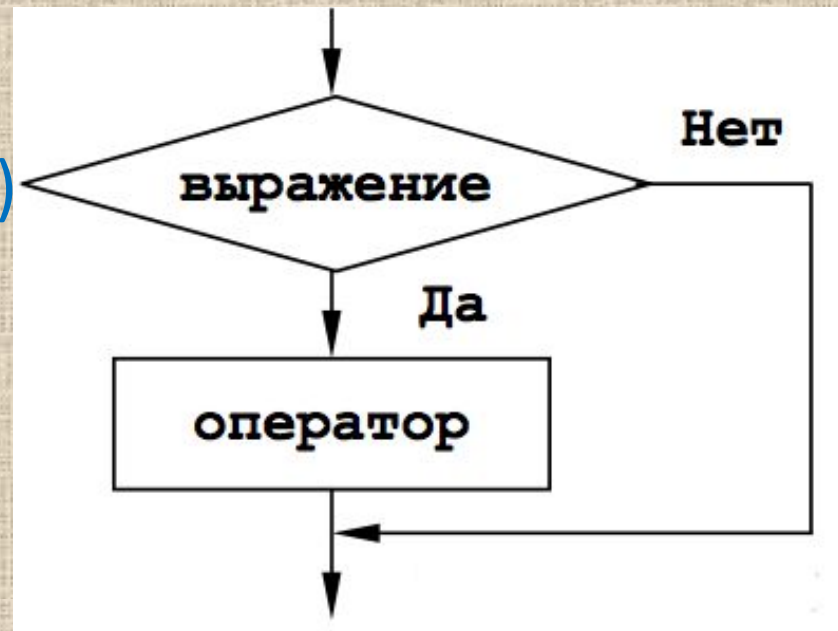 Нет
)
выражение
Да
оператор